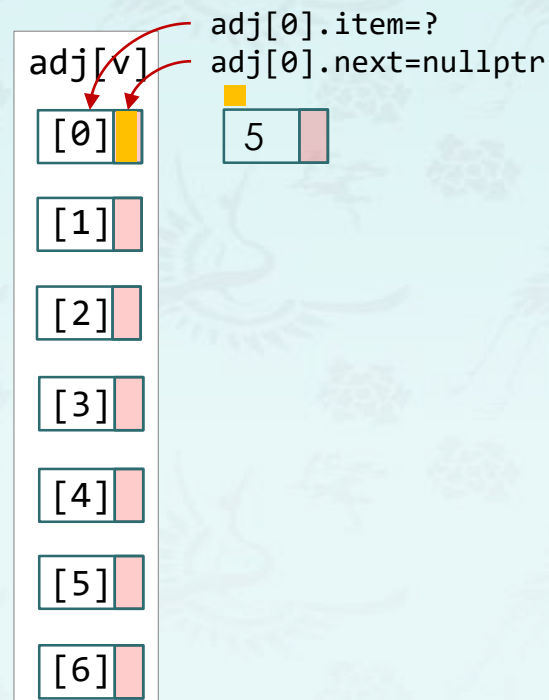 adj[0].item=?
adj[v]
adj[0].next=nullptr
[0]
5
[1]
[2]
[3]
[4]
[5]
[6]